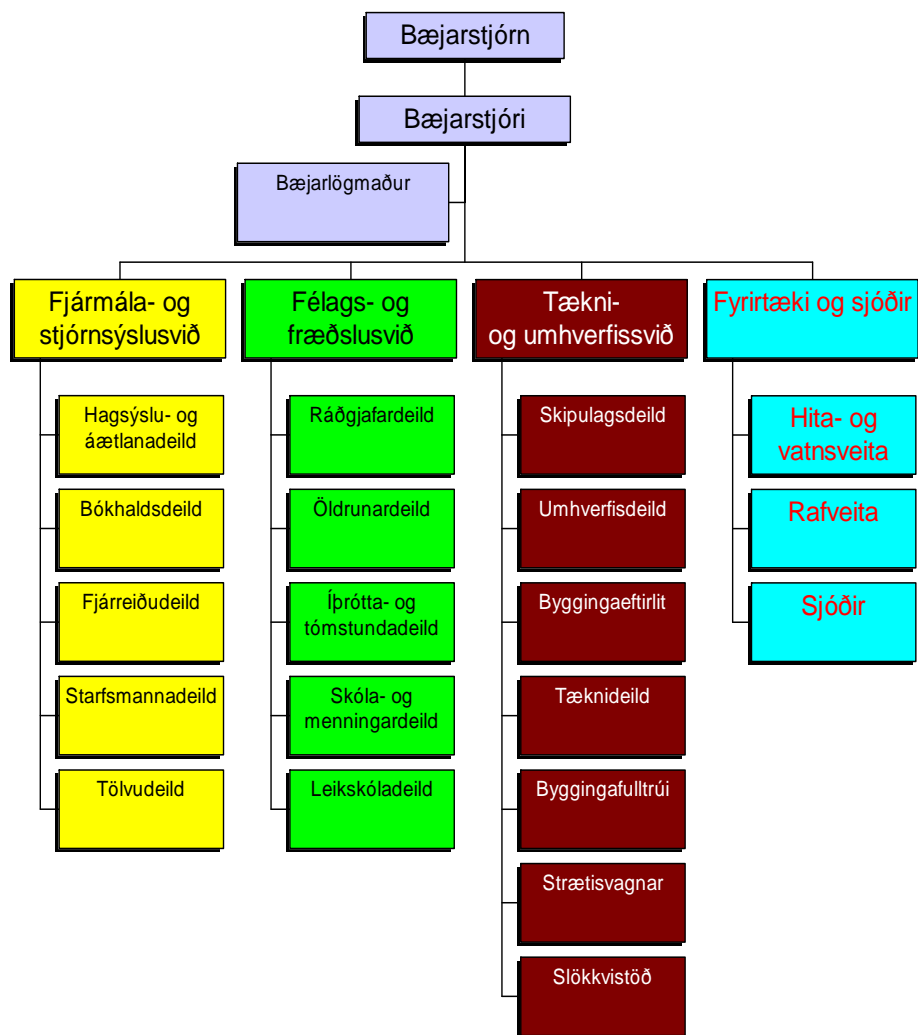 Bæjarstjórn
Bæjarstjóri
Bæjarlögmaður
Fjármála- og
stjórnsýslusvið
Hagsýslu- og
áætlanadeild
Bókhaldsdeild
Fjárreiðudeild
Starfsmannadeild
Tölvudeild
Félags- og
fræðslusvið
Ráðgjafardeild
Öldrunardeild
Íþrótta- og
tómstundadeild
Skóla- og
menningardeild
Leikskóladeild
Tækni-
og umhverfissvið
Skipulagsdeild
Umhverfisdeild
Byggingaeftirlit
Tæknideild
Byggingafulltrúi
Strætisvagnar
Slökkvistöð
Fyrirtæki og sjóðir
Hita- og
vatnsveita
Rafveita
Sjóðir